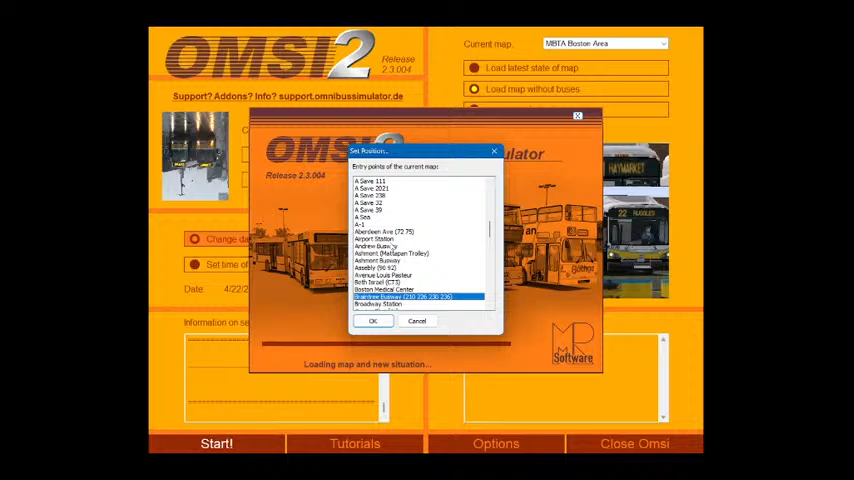 OMSI 2
Release
2.3.004
Support? Addons? Info? support.omnibussimulator.de
Current map:
MBTA Boston Area
Load latest state of map
Load map without buses
HAYMARKET
22 RUGGLES
OMSI 2
ulator
Release 2.3.004
Set Position...
Entry points of the current map:
A Save 111
A Save 2021
A Save 238
A Save 32
A Save 39
A Sea
A-1
Aberdeen Ave (72 75)
Airport Station
Andrew Busway
Ashmont (Mattapan Trolley)
Ashmont Busway
Assebly (90 92)
Avenue Louis Pasteur
Beth Israel (CT3)
Boston Medical Center
Braintree Busway (210 226 230 236)
Broadway Station
OK
Cancel
Change da
Set time of
Date:
4/22/2
Information on se
MR
Software
Loading map and new situation...
Start!
Tutorials
Options
Close Omsi